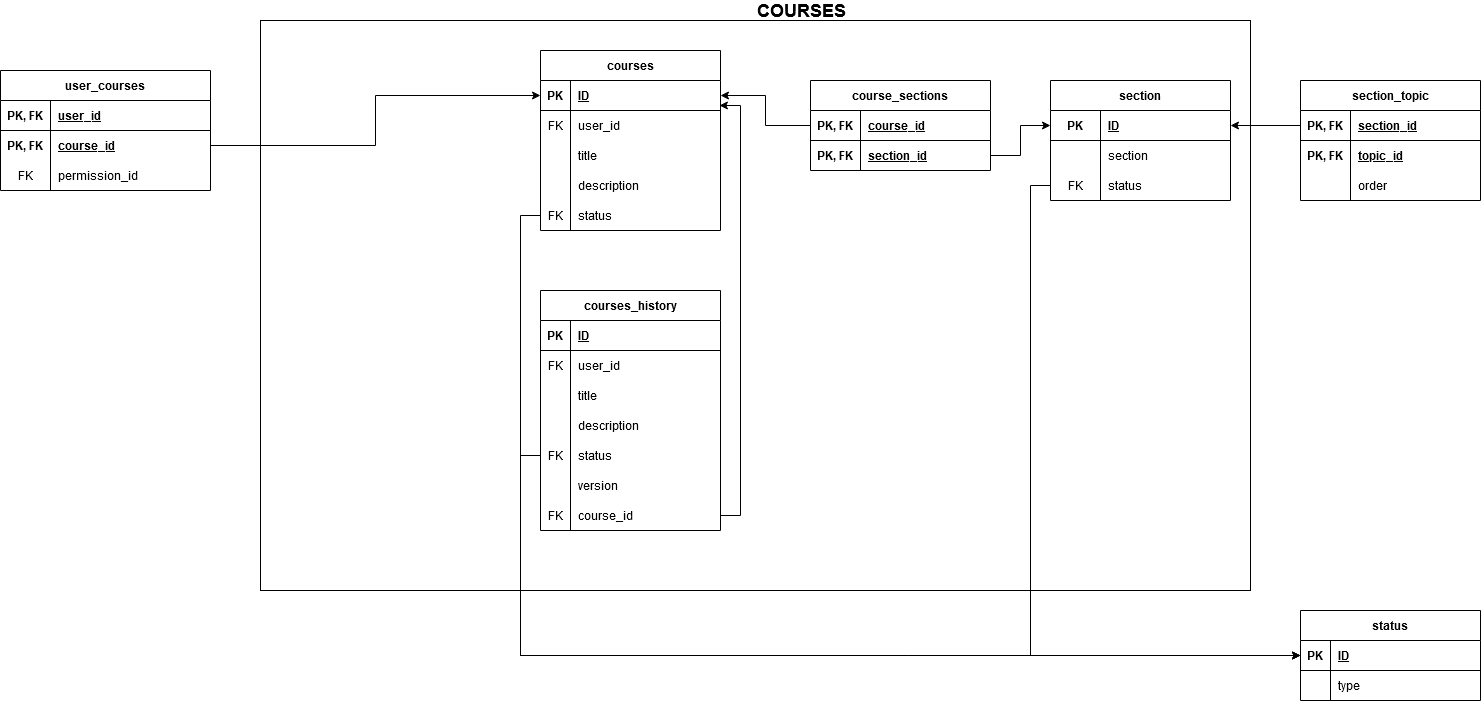 COURSES
user_courses
PK, FK user_id
PK, FK course_id
FK permission_id
courses
PK ID
FK user_id
title
description
FK status
course_sections
PK, FK course_id
PK, FK section_id
section
PK ID
section
FK status
section_topic
PK, FK section_id
PK, FK topic_id
order
courses_history
PK ID
FK user_id
title
description
FK status
version
FK course_id
status
PK ID
type